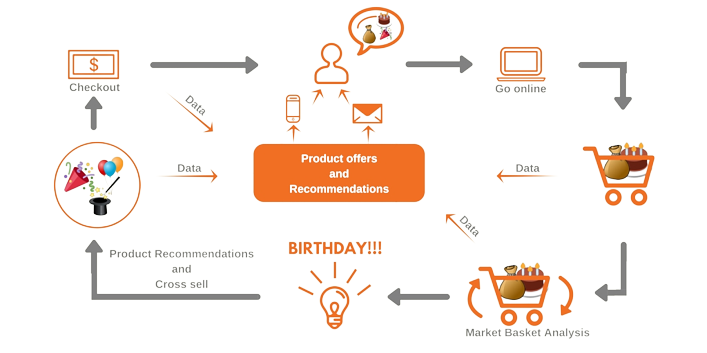 $
Checkout
Go online
Data
Product offers
and
Recommendations
Data
Data
Data
BIRTHDAY!!!
Product Recommendations
and
Cross sell
Market Basket Analysis